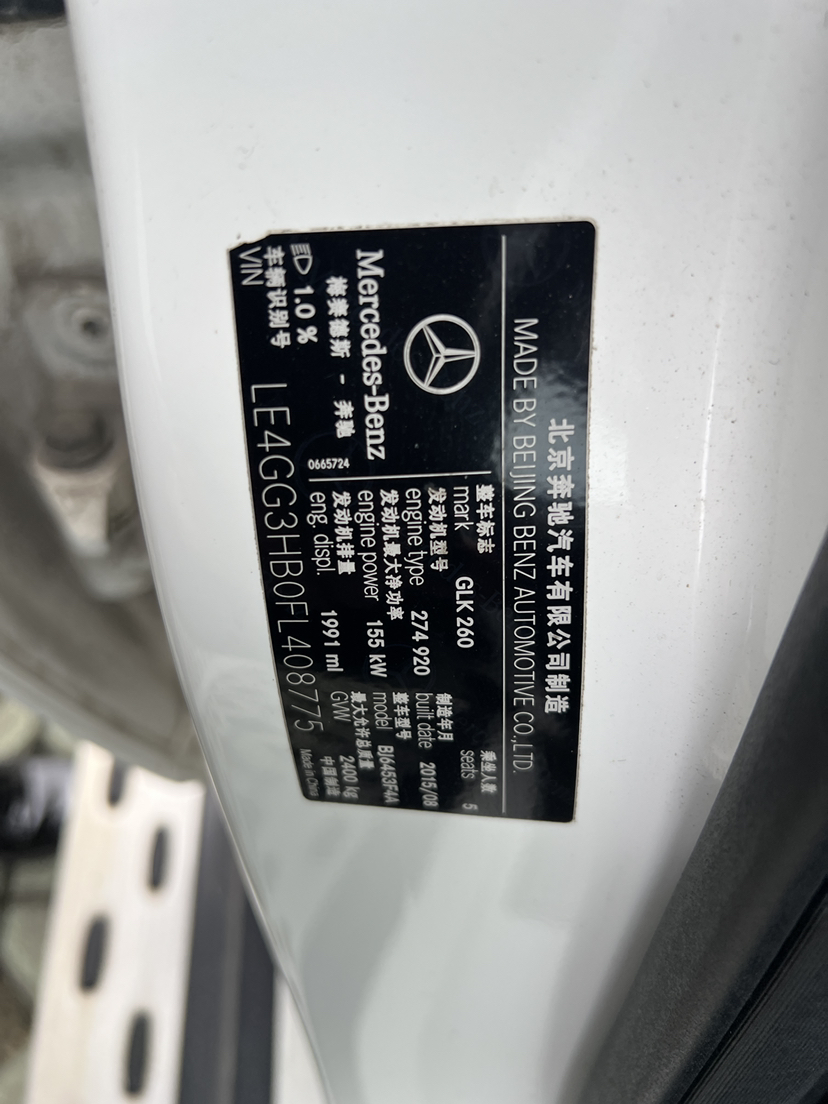 北京奔驰汽车有限公司制造
MADE BY BEIJING BENZ AUTOMOTIVE CO.,LTD.
整车标志
mark GLK 260
乘坐人数
seats 5
发动机型号
engine type 274 920
制造年月
built date 2015/08
发动机最大净功率
engine power 155 kW
整车型号
model BJ6453F4A
发动机排量
eng. displ. 1991 ml
最大允许总质量
GVW 2400 kg
Mercedes-Benz
梅赛德斯 - 奔驰
1.0 %
0665724
车辆识别号
VIN LE4GG3HB0FL408775
中国制造
Made in China